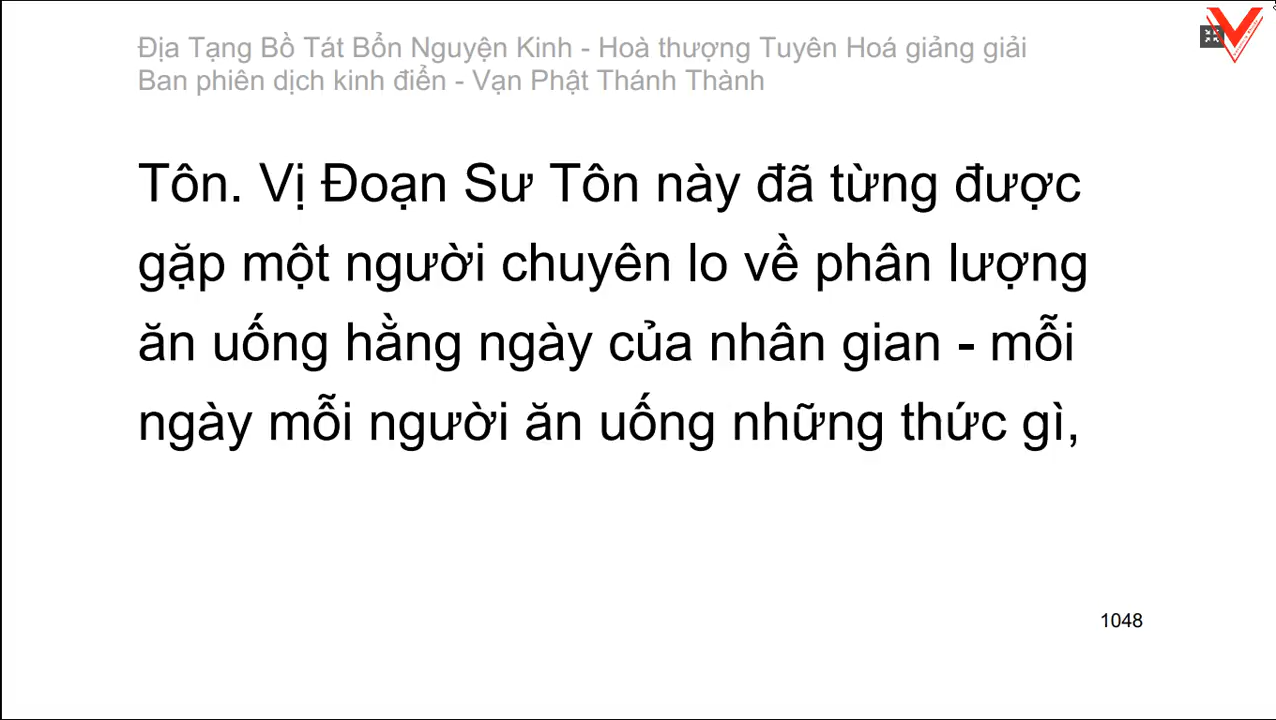 Địa Tạng Bồ Tát Bổn Nguyện Kinh - Hoà thượng Tuyên Hoá giảng giải
Ban phiên dịch kinh điển - Vạn Phật Thánh Thành
Tôn. Vị Đoạn Sư Tôn này đã từng được
gặp một người chuyên lo về phân lượng
ăn uống hằng ngày của nhân gian - mỗi
ngày mỗi người ăn uống những thức gì,
1048